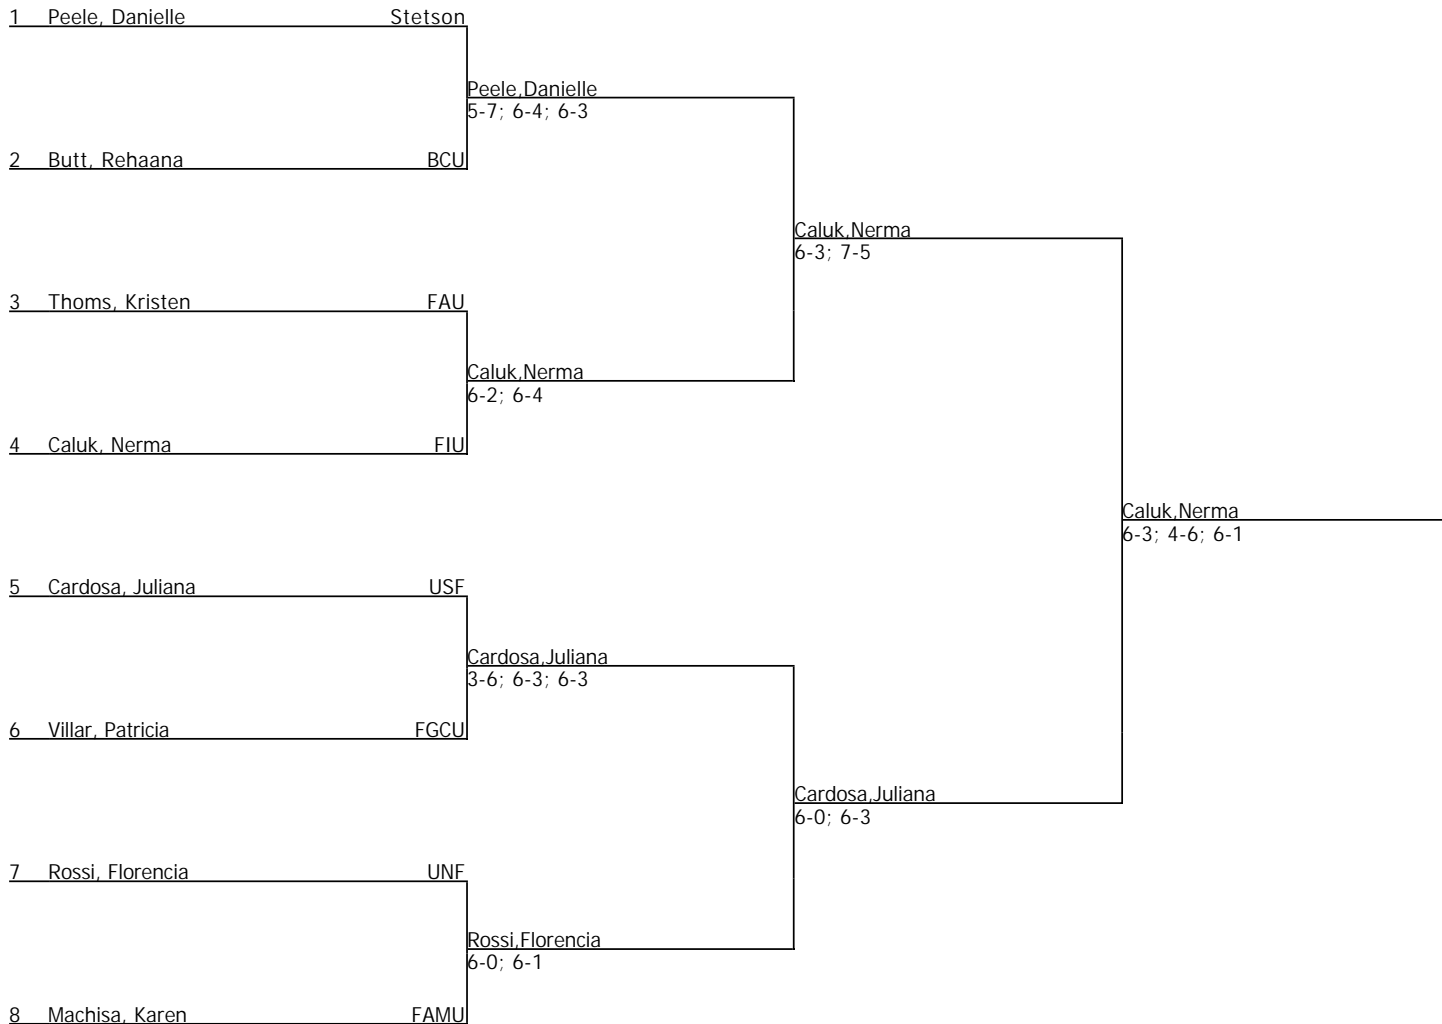 1 Peele, Danielle Stetson
Peele,Danielle
5-7; 6-4; 6-3
2 Butt, Rehaana BCU
Caluk,Nerma
6-3; 7-5
3 Thoms, Kristen FAU
Caluk,Nerma
6-2; 6-4
4 Caluk, Nerma FIU
Caluk,Nerma
6-3; 4-6; 6-1
5 Cardosa, Juliana USF
Cardosa,Juliana
3-6; 6-3; 6-3
6 Villar, Patricia FGCU
Cardosa,Juliana
6-0; 6-3
7 Rossi, Florencia UNF
Rossi,Florencia
6-0; 6-1
8 Machisa, Karen FAMU